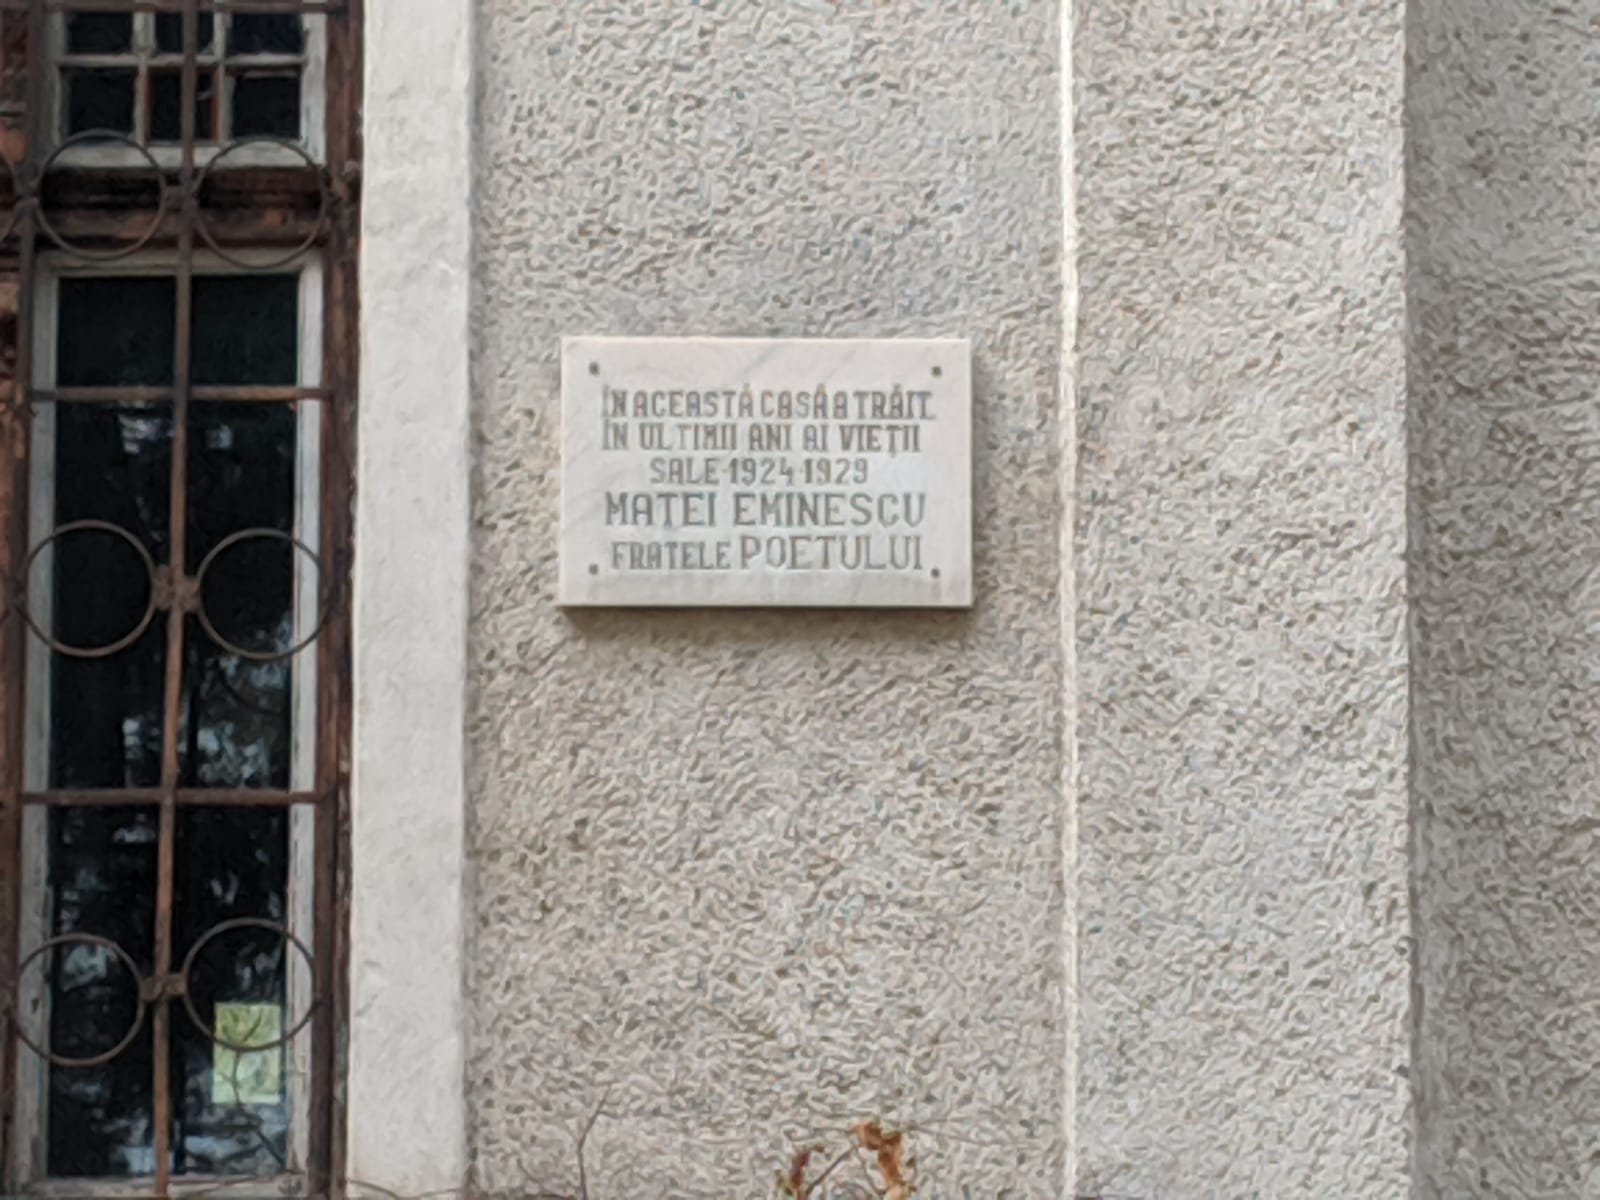 ÎN ACEASTĂ CASĂ A TRĂIT
ÎN ULTIMII ANI AI VIEȚII
SALE 1924 1929
MATEI EMINESCU
FRATELE POETULUI